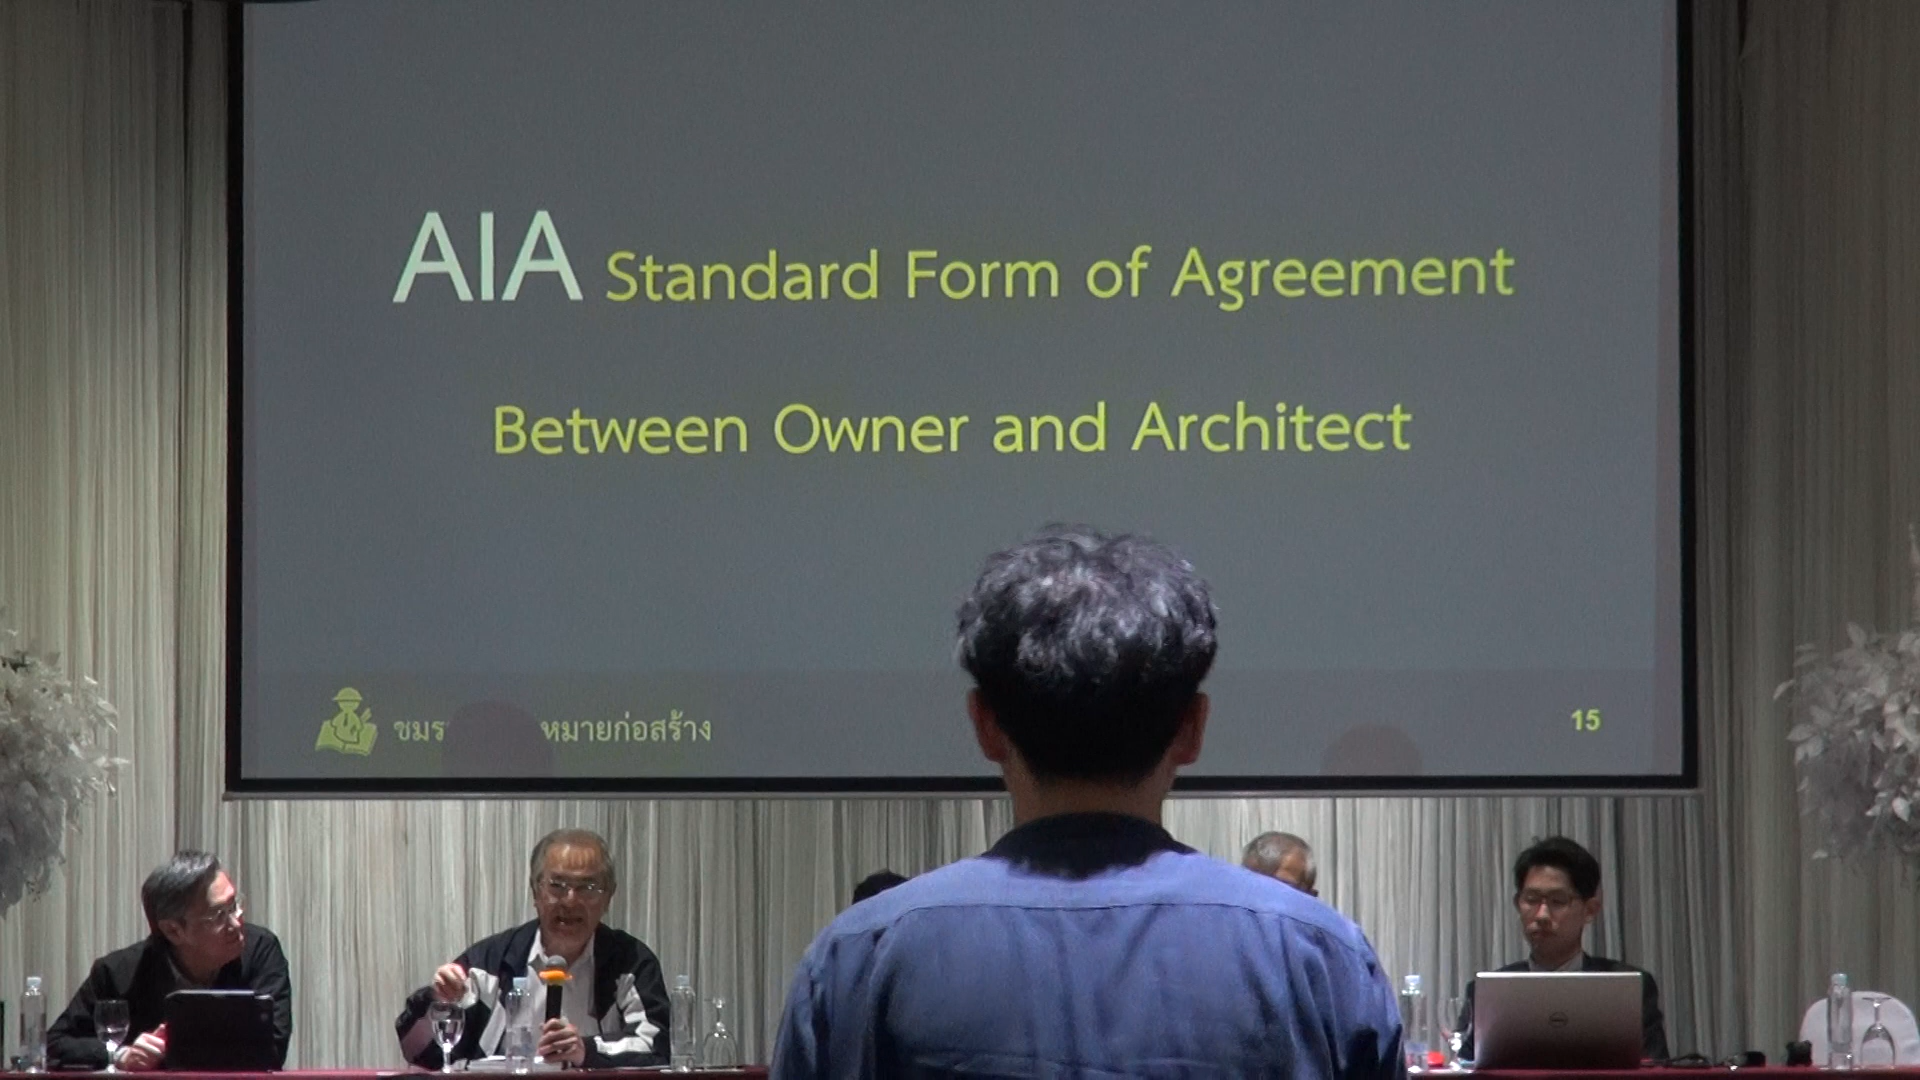 AIA Standard Form of Agreement
Between Owner and Architect
หมายก่อสร้าง
15